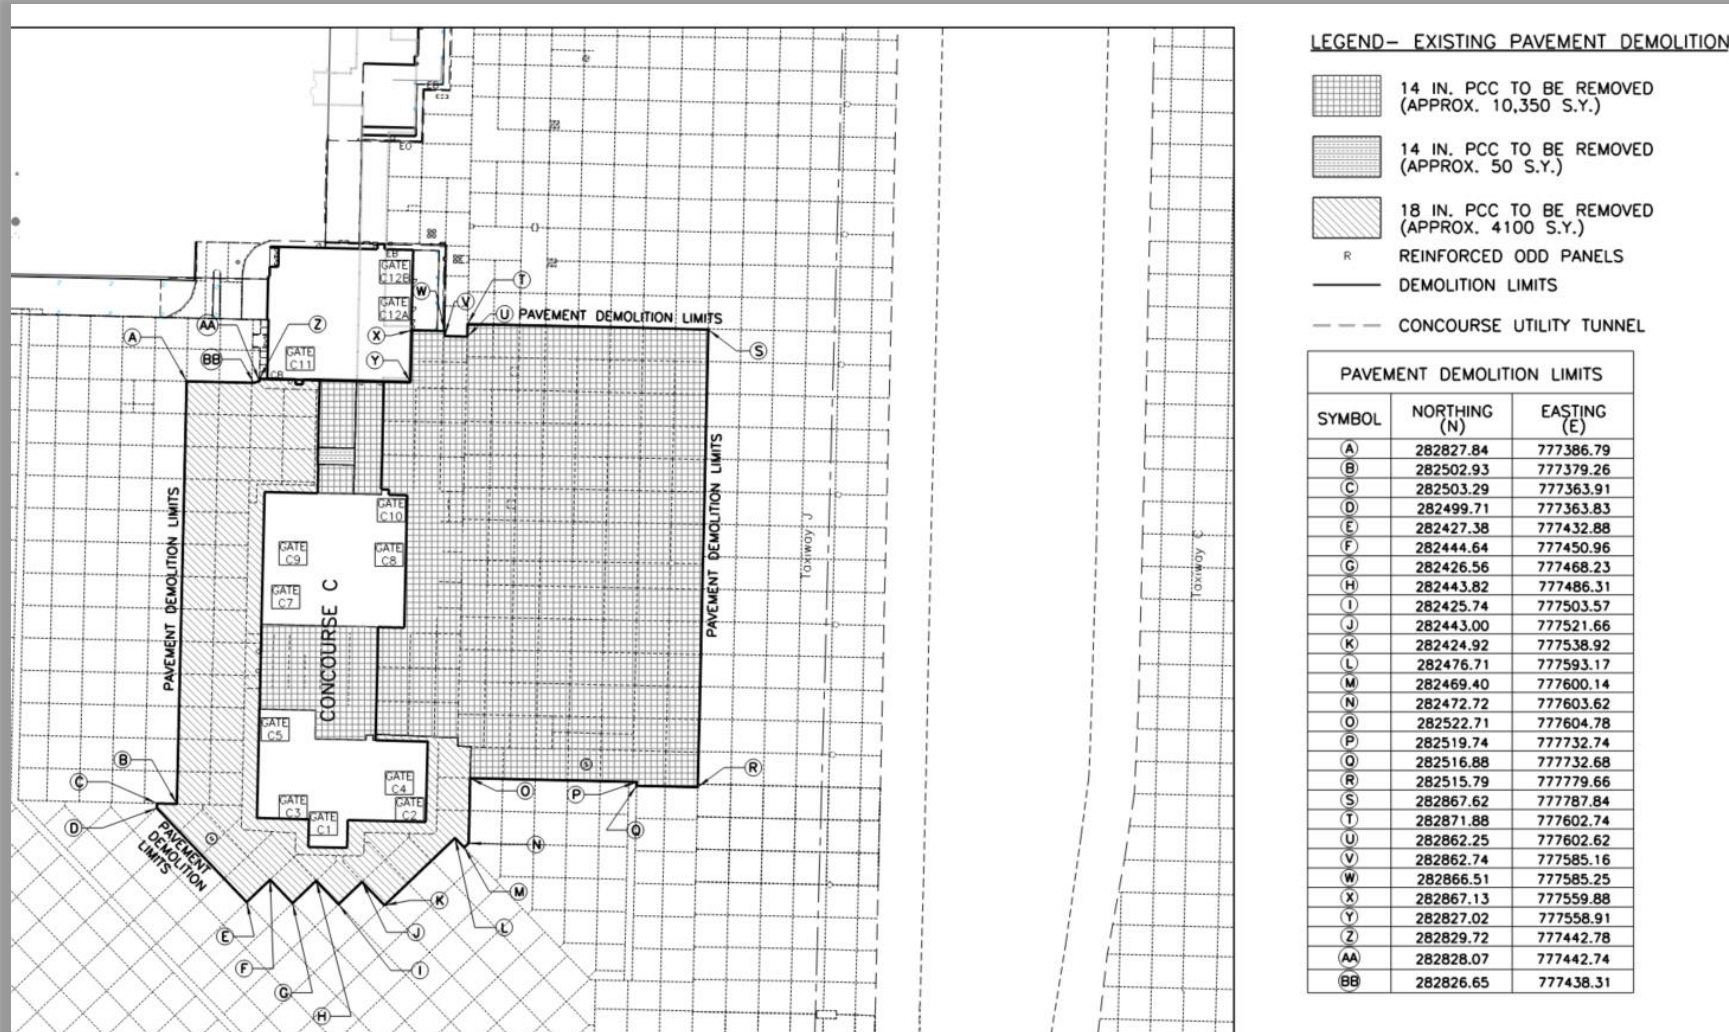 LEGEND- EXISTING PAVEMENT DEMOLITION
14 IN. PCC TO BE REMOVED
(APPROX. 10,350 S.Y.)
14 IN. PCC TO BE REMOVED
(APPROX. 50 S.Y.)
18 IN. PCC TO BE REMOVED
(APPROX. 4100 S.Y.)
R REINFORCED ODD PANELS
DEMOLITION LIMITS
CONCOURSE UTILITY TUNNEL
PAVEMENT DEMOLITION LIMITS
SYMBOL NORTHING (N) EASTING (E)
A 282827.84 777386.79
B 282502.93 777379.26
C 282503.29 777363.91
D 282499.71 777363.83
E 282427.38 777432.88
F 282444.64 777450.96
G 282426.56 777468.23
H 282443.82 777486.31
I 282425.74 777503.57
J 282443.00 777521.66
K 282424.92 777538.92
L 282476.71 777593.17
M 282469.40 777600.14
N 282472.72 777603.62
O 282522.71 777604.78
P 282519.74 777732.74
Q 282516.88 777732.68
R 282515.79 777779.66
S 282867.62 777787.84
T 282871.88 777602.74
U 282862.25 777602.62
V 282862.74 777585.16
W 282866.51 777585.25
X 282867.13 777559.88
Y 282827.02 777558.91
Z 282829.72 777442.78
AA 282828.07 777442.74
BB 282826.65 777438.31
EO
EB
GATE
C12B
GATE
C12A
W
V
T
U
PAVEMENT DEMOLITION LIMITS
S
X
Y
Z
AA
A
BB
GATE
C11
CB
PAVEMENT DEMOLITION LIMITS
PAVEMENT DEMOLITION LIMITS
GATE
C10
GATE
C9
GATE
C8
GATE
C7
CONCOURSE C
GATE
C5
GATE
C4
GATE
C3
GATE
C2
GATE
C1
Taxiway J
Taxiway C
B
C
D
PAVEMENT
DEMOLITION
LIMITS
E
F
G
H
I
J
K
L
M
N
O
P
Q
R